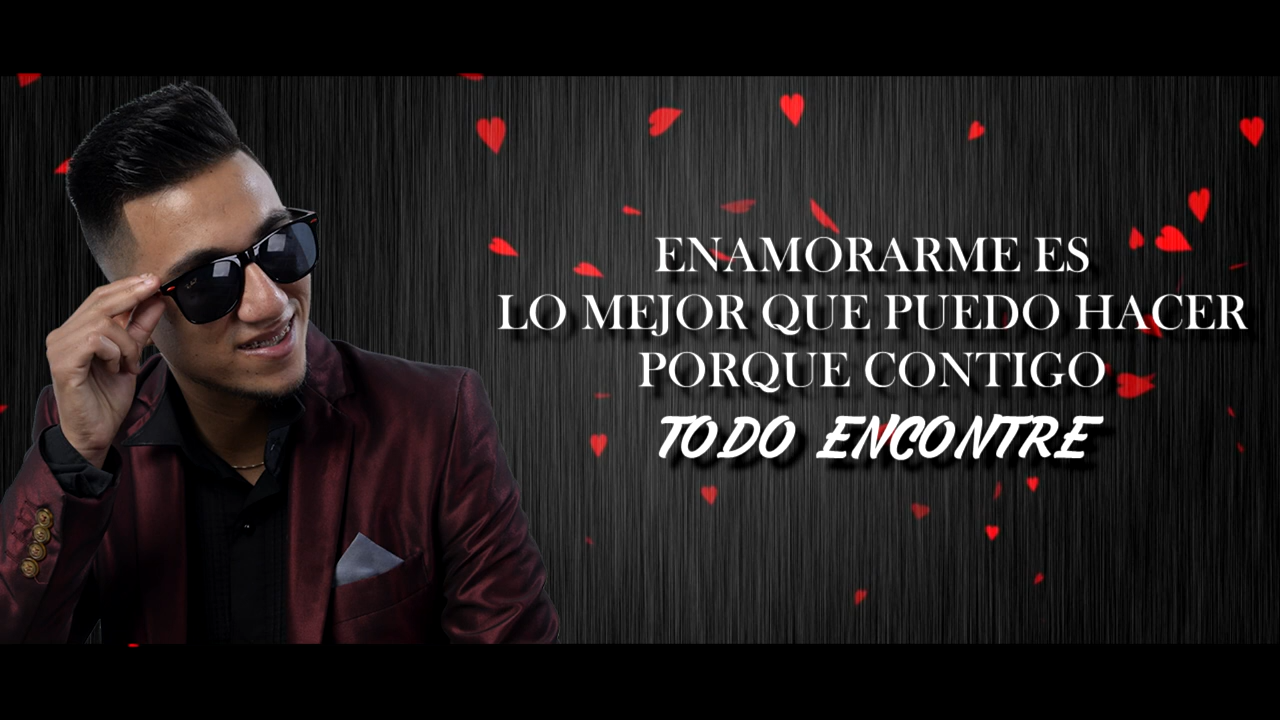 ENAMORARME ES
LO MEJOR QUE PUEDO HACER
PORQUE CONTIGO
TODO ENCONTRE